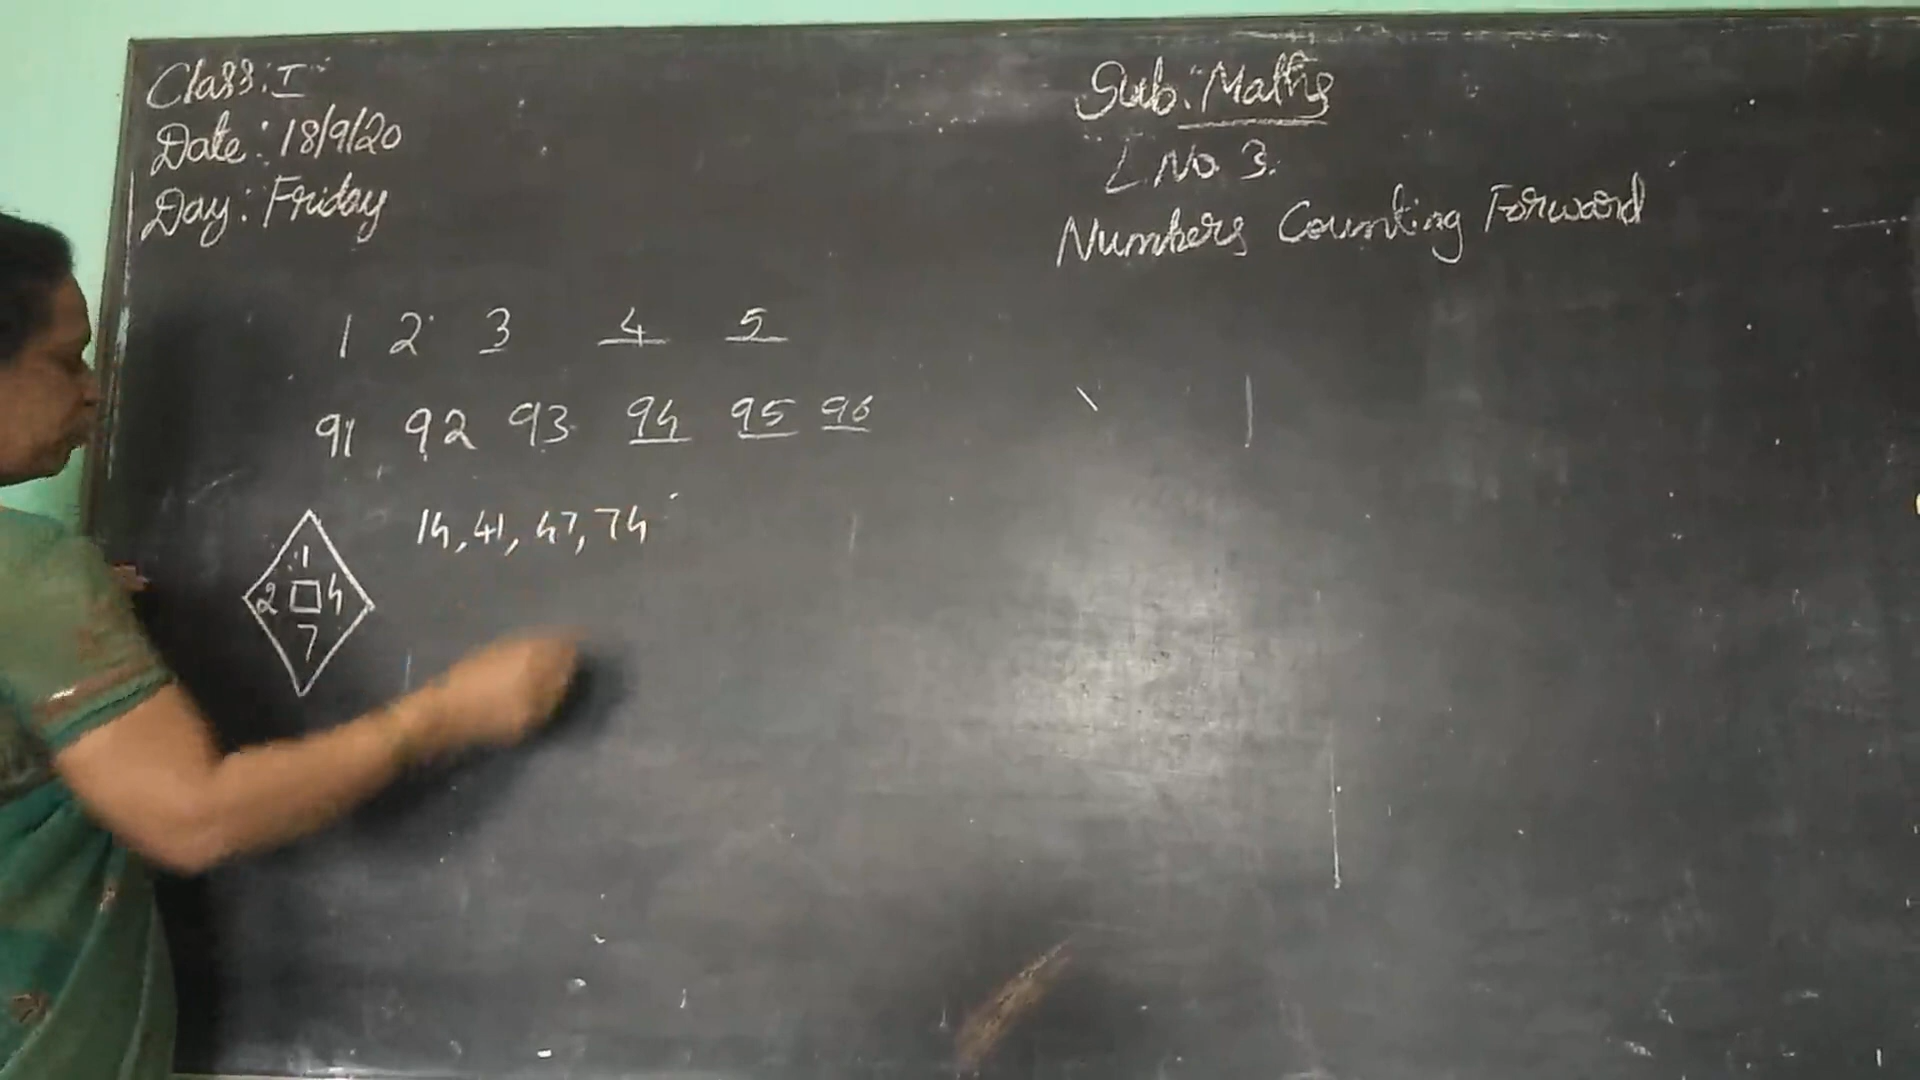 Class: I
Date: 18/9/20
Day: Friday
Sub: Maths
L.No. 3.
Numbers Counting Forward
1 2 3 4 5
91 92 93 94 95 96
14, 41, 47, 74
1
2 4
7